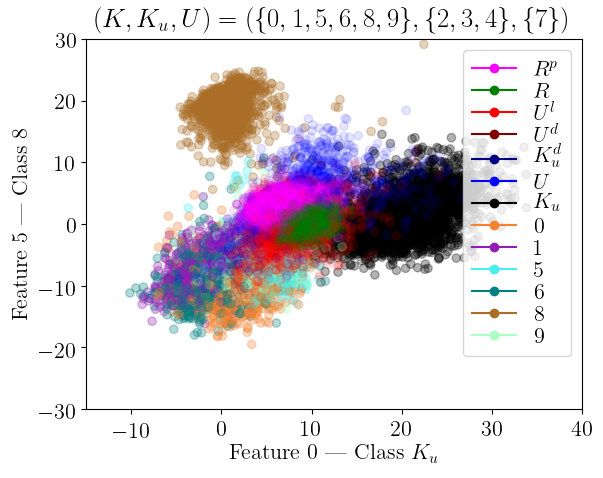 (K, K_u, U) = ({0, 1, 5, 6, 8, 9}, {2, 3, 4}, {7})
30
20
10
0
−10
−20
−30
Feature 5 — Class 8
R^p
R
U^l
U^d
K_u^d
U
K_u
0
1
5
6
8
9
−10 0 10 20 30 40
Feature 0 — Class K_u